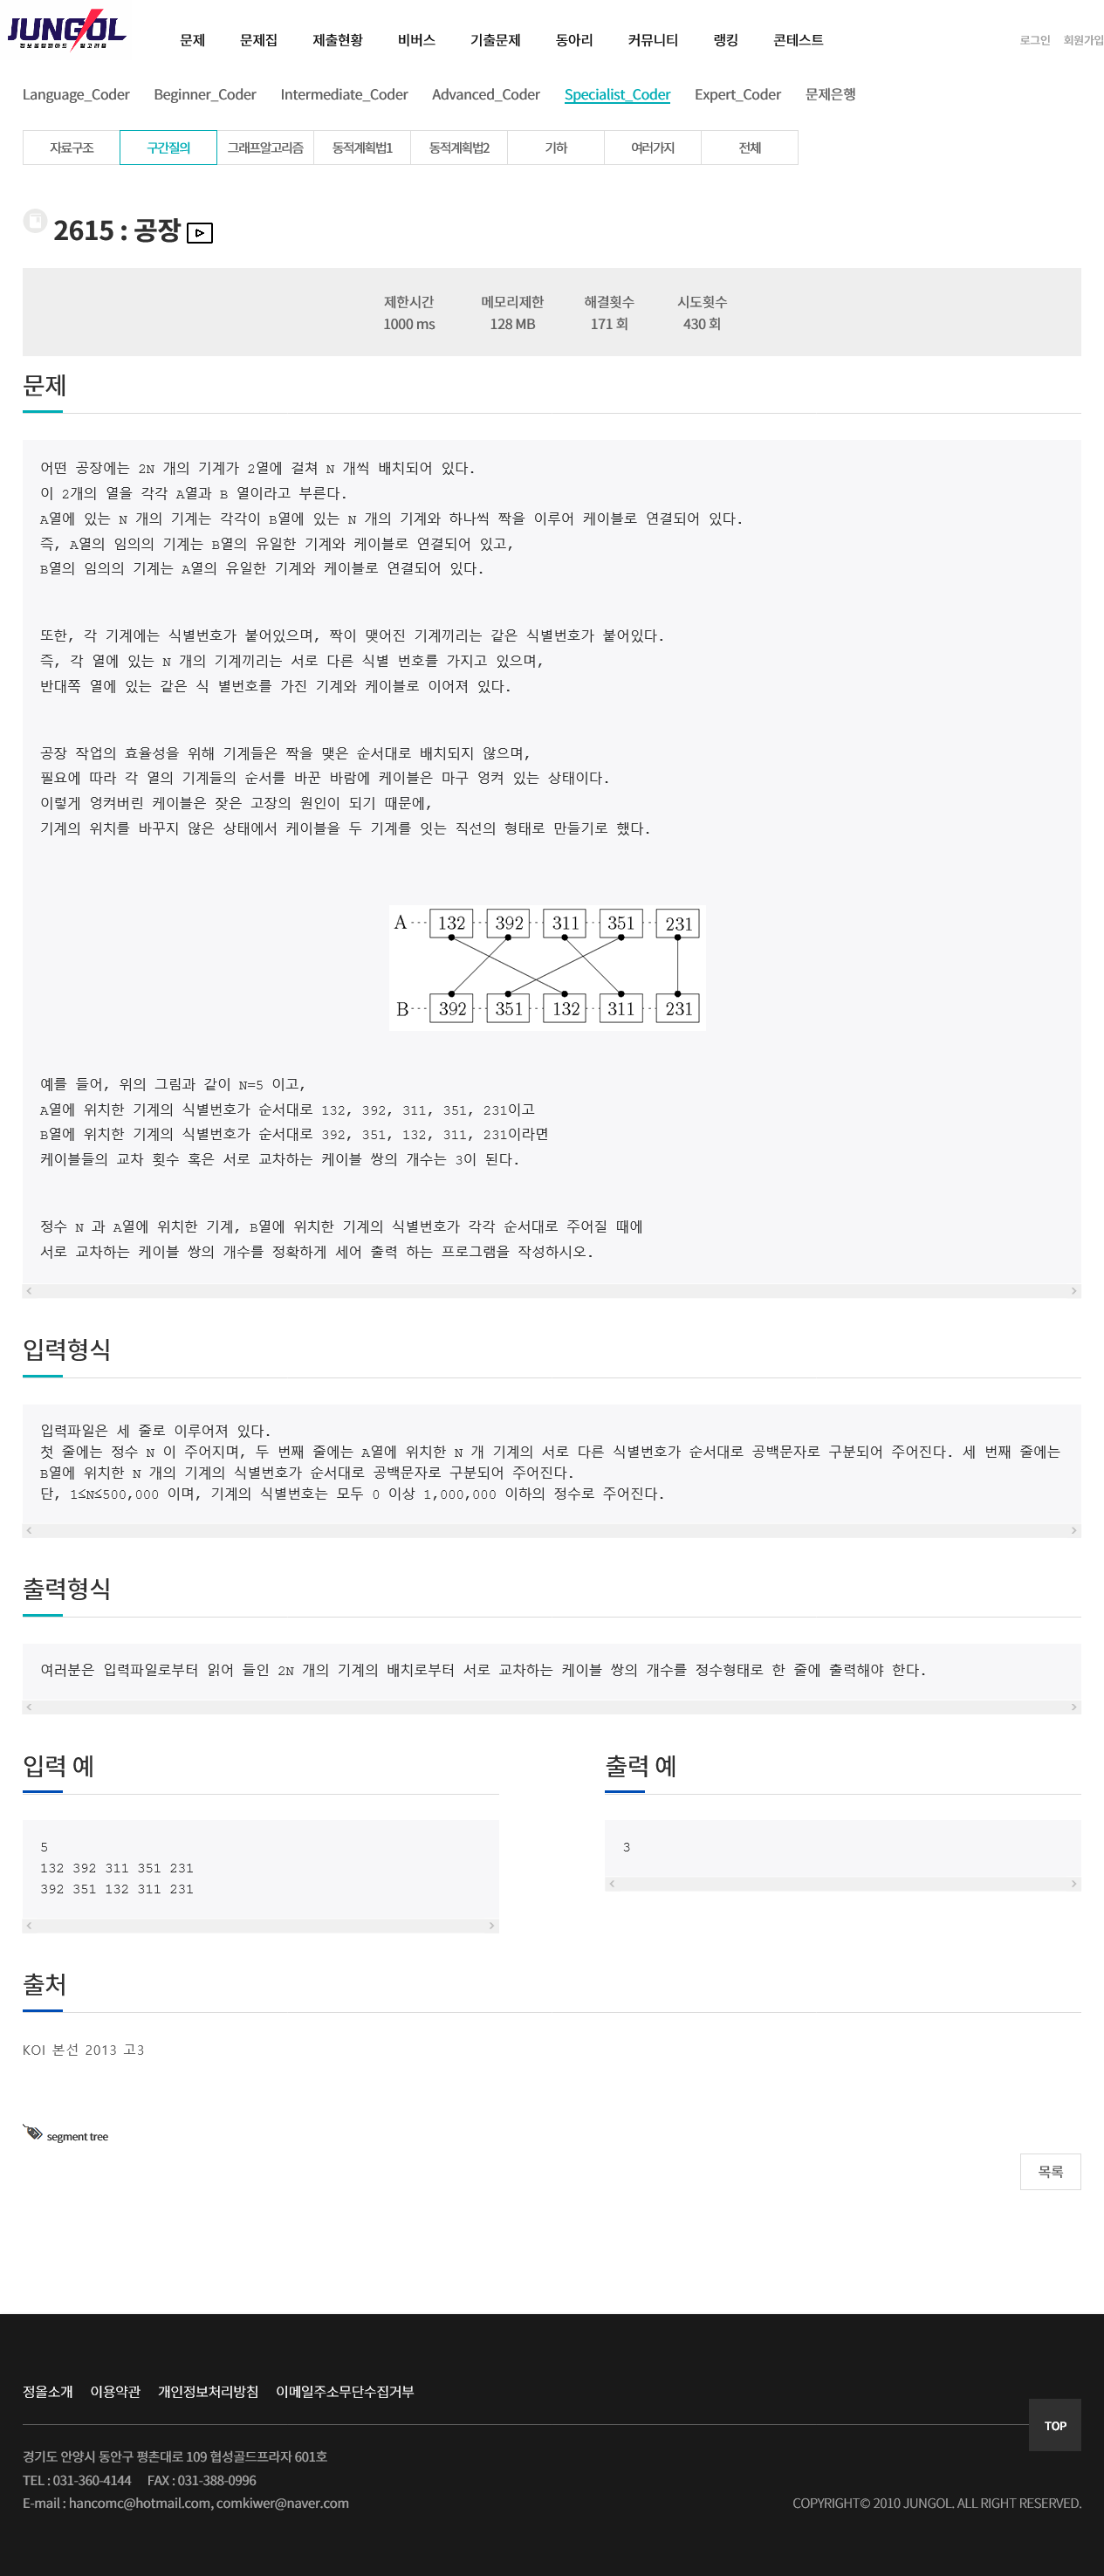 JUNGOL
정보올림피아드 알고리즘
문제 문제집 제출현황 비버스 기출문제 동아리 커뮤니티 랭킹 콘테스트
로그인 회원가입
Language_Coder Beginner_Coder Intermediate_Coder Advanced_Coder Specialist_Coder Expert_Coder 문제은행
자료구조 구간질의 그래프알고리즘 동적계획법1 동적계획법2 기하 여러가지 전체
2615 : 공장
제한시간 메모리제한 해결횟수 시도횟수
1000 ms 128 MB 171 회 430 회
문제
어떤 공장에는 2N 개의 기계가 2열에 걸쳐 N 개씩 배치되어 있다.
이 2개의 열을 각각 A열과 B 열이라고 부른다.
A열에 있는 N 개의 기계는 각각이 B열에 있는 N 개의 기계와 하나씩 짝을 이루어 케이블로 연결되어 있다.
즉, A열의 임의의 기계는 B열의 유일한 기계와 케이블로 연결되어 있고,
B열의 임의의 기계는 A열의 유일한 기계와 케이블로 연결되어 있다.
또한, 각 기계에는 식별번호가 붙어있으며, 짝이 맺어진 기계끼리는 같은 식별번호가 붙어있다.
즉, 각 열에 있는 N 개의 기계끼리는 서로 다른 식별 번호를 가지고 있으며,
반대쪽 열에 있는 같은 식 별번호를 가진 기계와 케이블로 이어져 있다.
공장 작업의 효율성을 위해 기계들은 짝을 맺은 순서대로 배치되지 않으며,
필요에 따라 각 열의 기계들의 순서를 바꾼 바람에 케이블은 마구 엉켜 있는 상태이다.
이렇게 엉켜버린 케이블은 잦은 고장의 원인이 되기 때문에,
기계의 위치를 바꾸지 않은 상태에서 케이블을 두 기계를 잇는 직선의 형태로 만들기로 했다.
A 132 392 311 351 231
B 392 351 132 311 231
예를 들어, 위의 그림과 같이 N=5 이고,
A열에 위치한 기계의 식별번호가 순서대로 132, 392, 311, 351, 231이고
B열에 위치한 기계의 식별번호가 순서대로 392, 351, 132, 311, 231이라면
케이블들의 교차 횟수 혹은 서로 교차하는 케이블 쌍의 개수는 3이 된다.
정수 N 과 A열에 위치한 기계, B열에 위치한 기계의 식별번호가 각각 순서대로 주어질 때에
서로 교차하는 케이블 쌍의 개수를 정확하게 세어 출력 하는 프로그램을 작성하시오.
입력형식
입력파일은 세 줄로 이루어져 있다.
첫 줄에는 정수 N 이 주어지며, 두 번째 줄에는 A열에 위치한 N 개 기계의 서로 다른 식별번호가 순서대로 공백문자로 구분되어 주어진다. 세 번째 줄에는
B열에 위치한 N 개의 기계의 식별번호가 순서대로 공백문자로 구분되어 주어진다.
단, 1≤N≤500,000 이며, 기계의 식별번호는 모두 0 이상 1,000,000 이하의 정수로 주어진다.
출력형식
여러분은 입력파일로부터 읽어 들인 2N 개의 기계의 배치로부터 서로 교차하는 케이블 쌍의 개수를 정수형태로 한 줄에 출력해야 한다.
입력 예
5
132 392 311 351 231
392 351 132 311 231
출력 예
3
출처
KOI 본선 2013 고3
segment tree
목록
정올소개 이용약관 개인정보처리방침 이메일주소무단수집거부
TOP
경기도 안양시 동안구 평촌대로 109 협성골드프라자 601호
TEL : 031-360-4144 FAX : 031-388-0996
E-mail : hancomc@hotmail.com, comkiwer@naver.com
COPYRIGHT© 2010 JUNGOL. ALL RIGHT RESERVED.